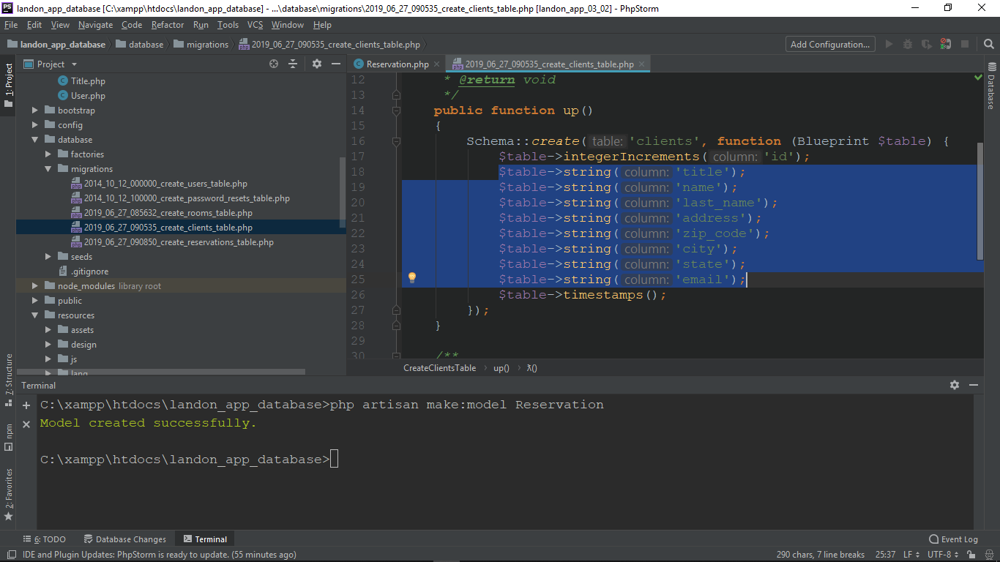 landon_app_database [C:\xampp\htdocs\landon_app_database] - ...\database\migrations\2019_06_27_090535_create_clients_table.php [landon_app_03_02] - PhpStorm
File Edit View Navigate Code Refactor Run Tools VCS Window Help
landon_app_database database migrations 2019_06_27_090535_create_clients_table.php Add Configuration...
1: Project
Project
Title.php
User.php
bootstrap
config
database
factories
migrations
2014_10_12_000000_create_users_table.php
2014_10_12_100000_create_password_resets_table.php
2019_06_27_085632_create_rooms_table.php
2019_06_27_090535_create_clients_table.php
2019_06_27_090850_create_reservations_table.php
seeds
.gitignore
node_modules library root
public
resources
assets
design
js
lang
Reservation.php 2019_06_27_090535_create_clients_table.php
12 * @return void
13 */
14 public function up()
15 {
16 Schema::create( table: 'clients', function (Blueprint $table) {
17 $table->integerIncrements( column: 'id');
18 $table->string( column: 'title');
19 $table->string( column: 'name');
20 $table->string( column: 'last_name');
21 $table->string( column: 'address');
22 $table->string( column: 'zip_code');
23 $table->string( column: 'city');
24 $table->string( column: 'state');
25 $table->string( column: 'email');
26 $table->timestamps();
27 });
28 }
29
30 /**
CreateClientsTable up() λ()
Database
7: Structure
npm
2: Favorites
Terminal
C:\xampp\htdocs\landon_app_database>php artisan make:model Reservation
Model created successfully.
C:\xampp\htdocs\landon_app_database>
6: TODO Database Changes Terminal Event Log
IDE and Plugin Updates: PhpStorm is ready to update. (55 minutes ago) 290 chars, 7 line breaks 25:37 LF UTF-8